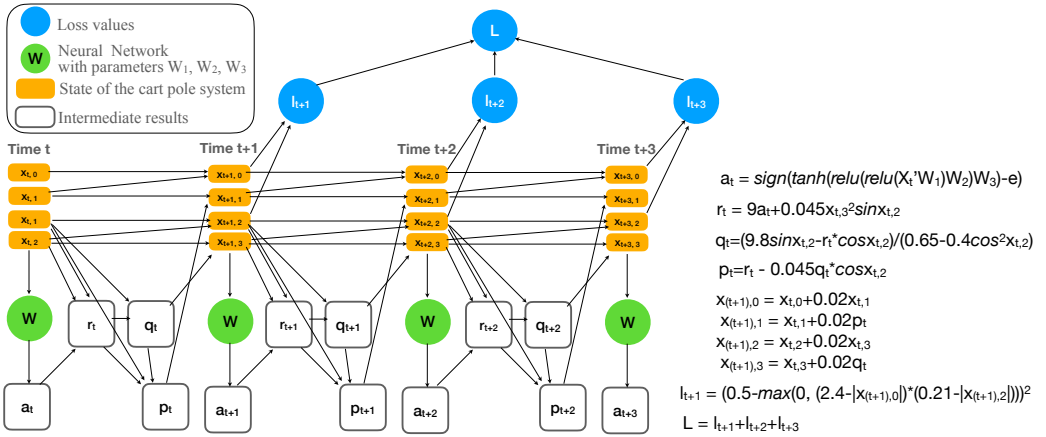 Loss values
W
Neural Network
with parameters W₁, W₂, W₃
State of the cart pole system
Intermediate results
L
lₜ₊₁ lₜ₊₂ lₜ₊₃
Time t Time t+1 Time t+2 Time t+3
xₜ, ₀ xₜ₊₁, ₀ xₜ₊₂, ₀ xₜ₊₃, ₀
xₜ, ₁ xₜ₊₁, ₁ xₜ₊₂, ₁ xₜ₊₃, ₁
xₜ, ₁ xₜ₊₁, ₂ xₜ₊₂, ₂ xₜ₊₃, ₂
xₜ, ₂ xₜ₊₁, ₃ xₜ₊₂, ₃ xₜ₊₃, ₃
W rₜ qₜ W rₜ₊₁ qₜ₊₁ W rₜ₊₂ qₜ₊₂ W
aₜ pₜ aₜ₊₁ pₜ₊₁ aₜ₊₂ pₜ₊₂ aₜ₊₃
aₜ = sign(tanh(relu(relu(Xₜ'W₁)W₂)W₃)-e)
rₜ = 9aₜ+0.045xₜ,₃²sinxₜ,₂
qₜ=(9.8sinxₜ,₂-rₜ*cosxₜ,₂)/(0.65-0.4cos²xₜ,₂)
pₜ=rₜ - 0.045qₜ*cosxₜ,₂
x₍ₜ₊₁₎,₀ = xₜ,₀+0.02xₜ,₁
x₍ₜ₊₁₎,₁ = xₜ,₁+0.02pₜ
x₍ₜ₊₁₎,₂ = xₜ,₂+0.02xₜ,₃
x₍ₜ₊₁₎,₃ = xₜ,₃+0.02qₜ
lₜ₊₁ = (0.5-max(0, (2.4-|x₍ₜ₊₁₎,₀|)*(0.21-|x₍ₜ₊₁₎,₂|)))²
L = lₜ₊₁+lₜ₊₂+lₜ₊₃